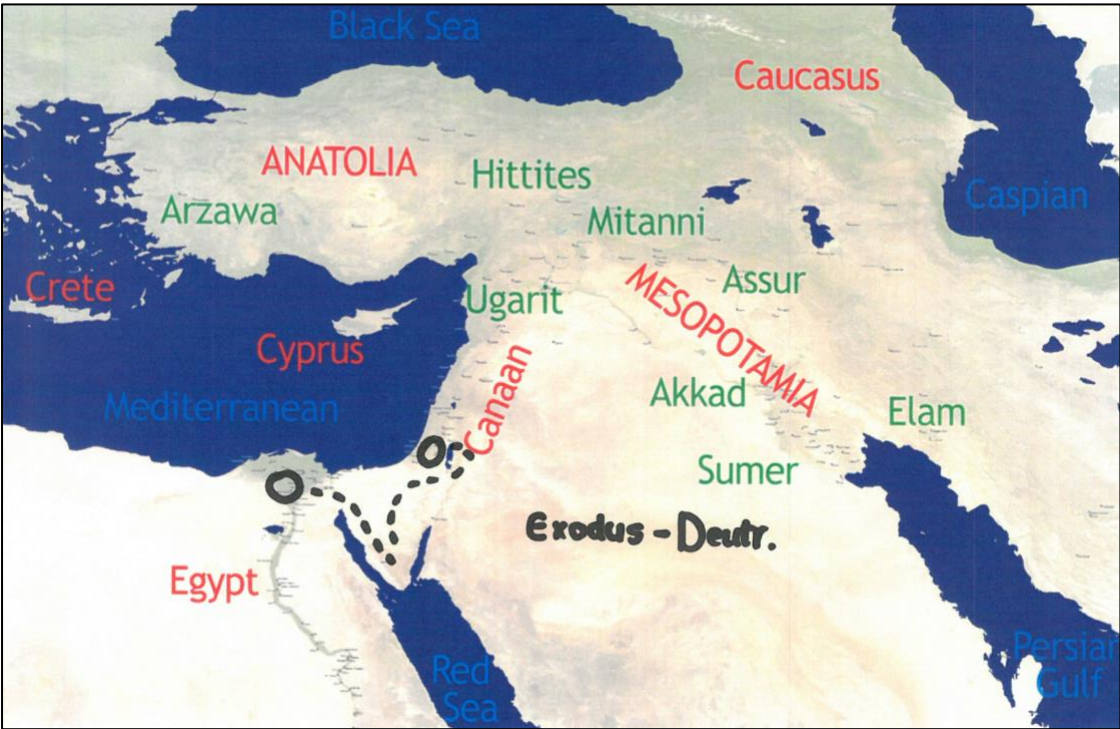 Black Sea
Caucasus
ANATOLIA
Hittites
Caspian
Arzawa
Mitanni
Crete
Ugarit
MESOPOTAMIA
Assur
Cyprus
Canaan
Mediterranean
Akkad
Elam
Sumer
Exodus - Deutr.
Egypt
Red
Sea
Persian
Gulf